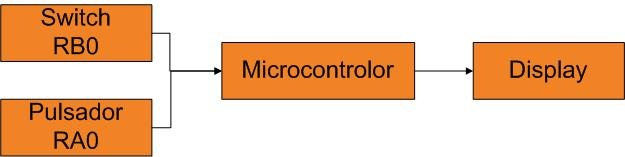 Switch
RB0
Pulsador
RA0
Microcontrolor
Display